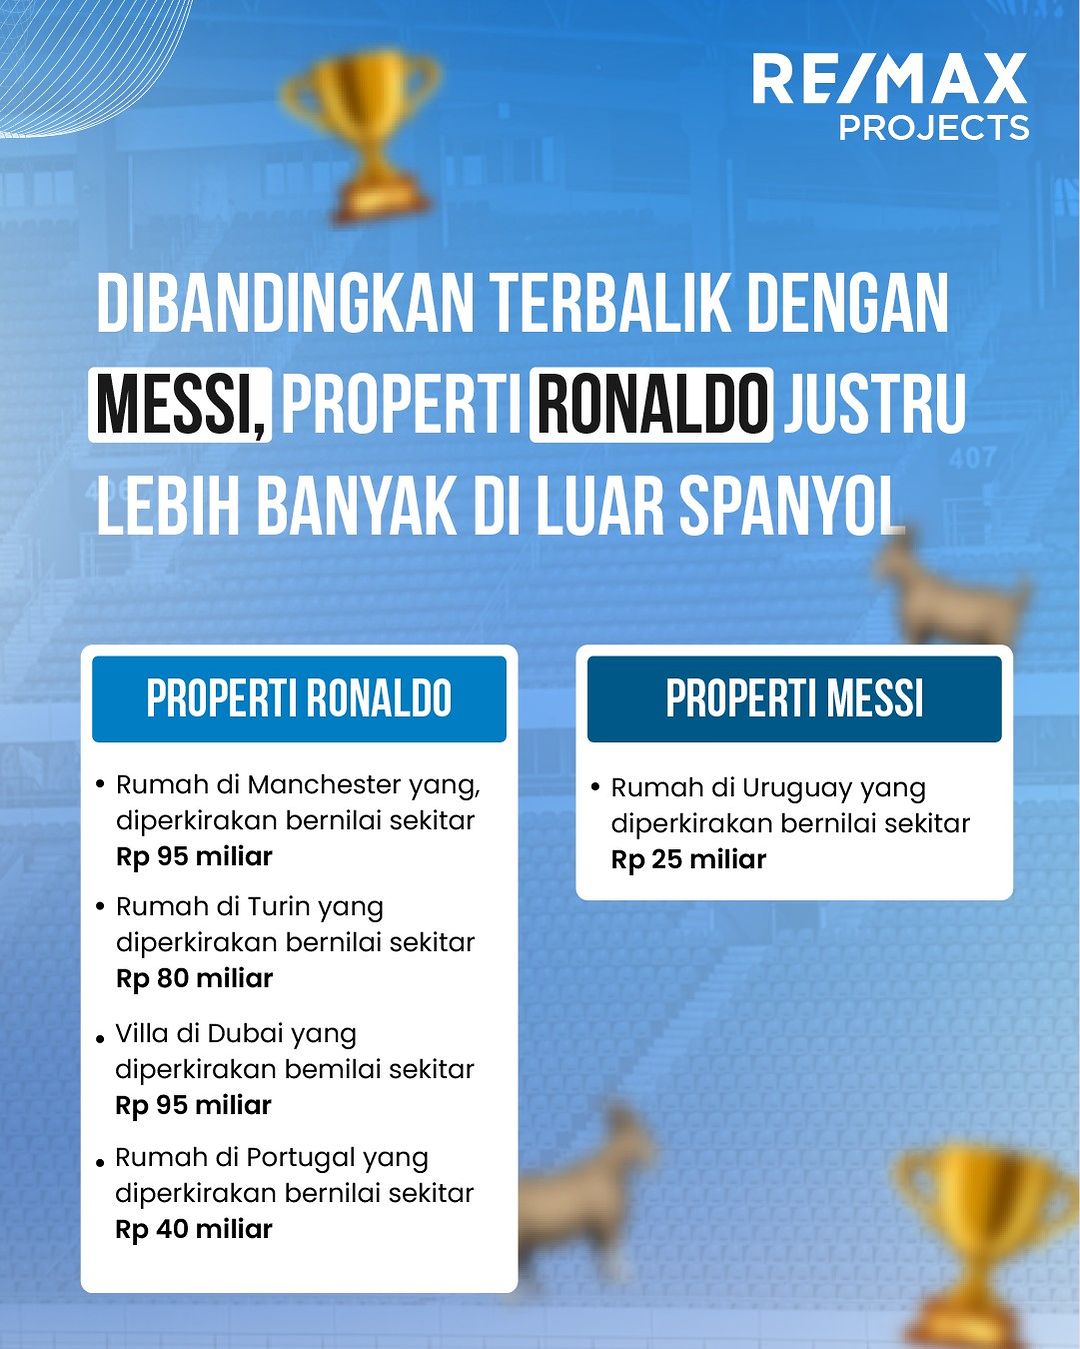 RE/MAX
PROJECTS
DIBANDINGKAN TERBALIK DENGAN
MESSI, PROPERTI RONALDO JUSTRU
407
406
LEBIH BANYAK DI LUAR SPANYOL
PROPERTI RONALDO
• Rumah di Manchester yang,
diperkirakan bernilai sekitar
Rp 95 miliar
• Rumah di Turin yang
diperkirakan bernilai sekitar
Rp 80 miliar
• Villa di Dubai yang
diperkirakan bemilai sekitar
Rp 95 miliar
• Rumah di Portugal yang
diperkirakan bernilai sekitar
Rp 40 miliar
PROPERTI MESSI
• Rumah di Uruguay yang
diperkirakan bernilai sekitar
Rp 25 miliar